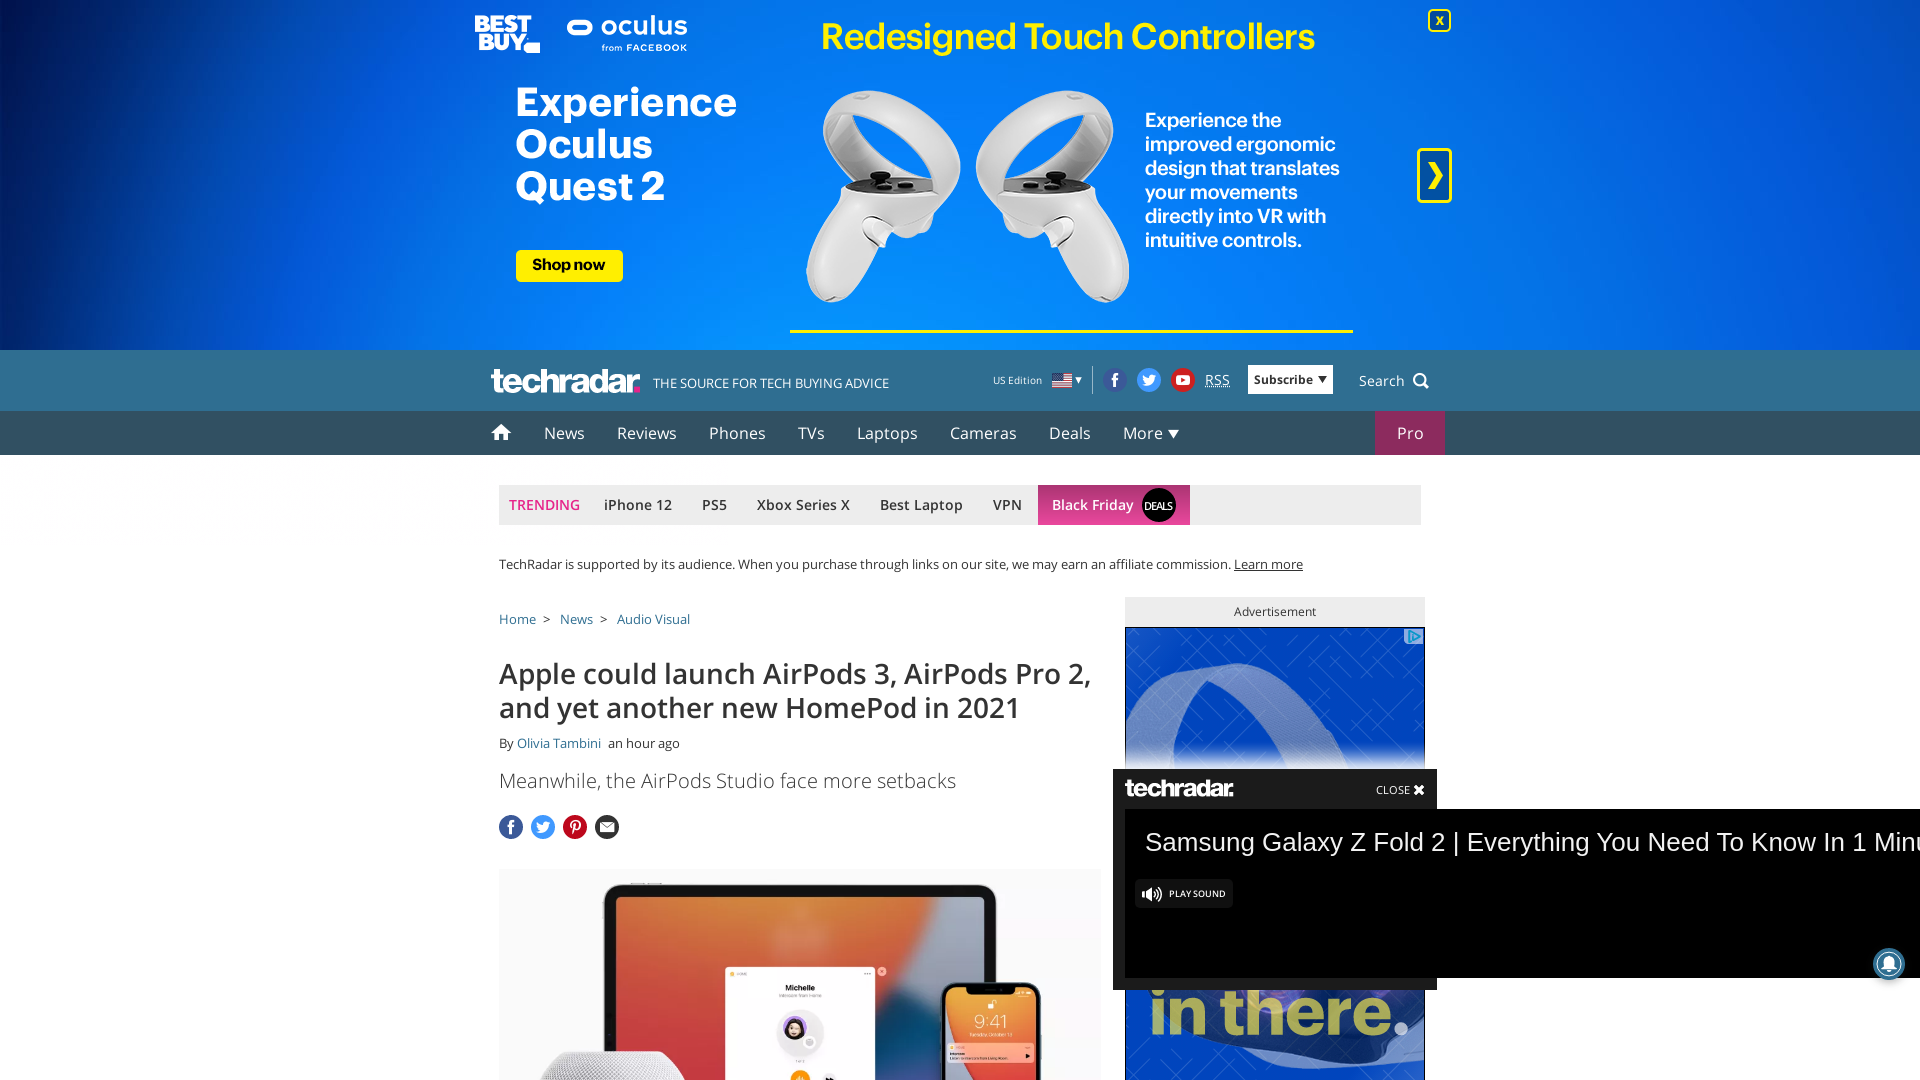 BEST
BUY
oculus
from FACEBOOK
Redesigned Touch Controllers
x
Experience
Oculus
Quest 2
Experience the
improved ergonomic
design that translates
your movements
directly into VR with
intuitive controls.
Shop now
techradar.
THE SOURCE FOR TECH BUYING ADVICE
US Edition
RSS
Subscribe
Search
News
Reviews
Phones
TVs
Laptops
Cameras
Deals
More
Pro
TRENDING
iPhone 12
PS5
Xbox Series X
Best Laptop
VPN
Black Friday
DEALS
TechRadar is supported by its audience. When you purchase through links on our site, we may earn an affiliate commission. Learn more
Home > News > Audio Visual
Advertisement
Apple could launch AirPods 3, AirPods Pro 2,
and yet another new HomePod in 2021
By Olivia Tambini an hour ago
Meanwhile, the AirPods Studio face more setbacks
techradar.
CLOSE
Samsung Galaxy Z Fold 2 | Everything You Need To Know In 1 Minu
PLAY SOUND
Michelle
9:41
in there.